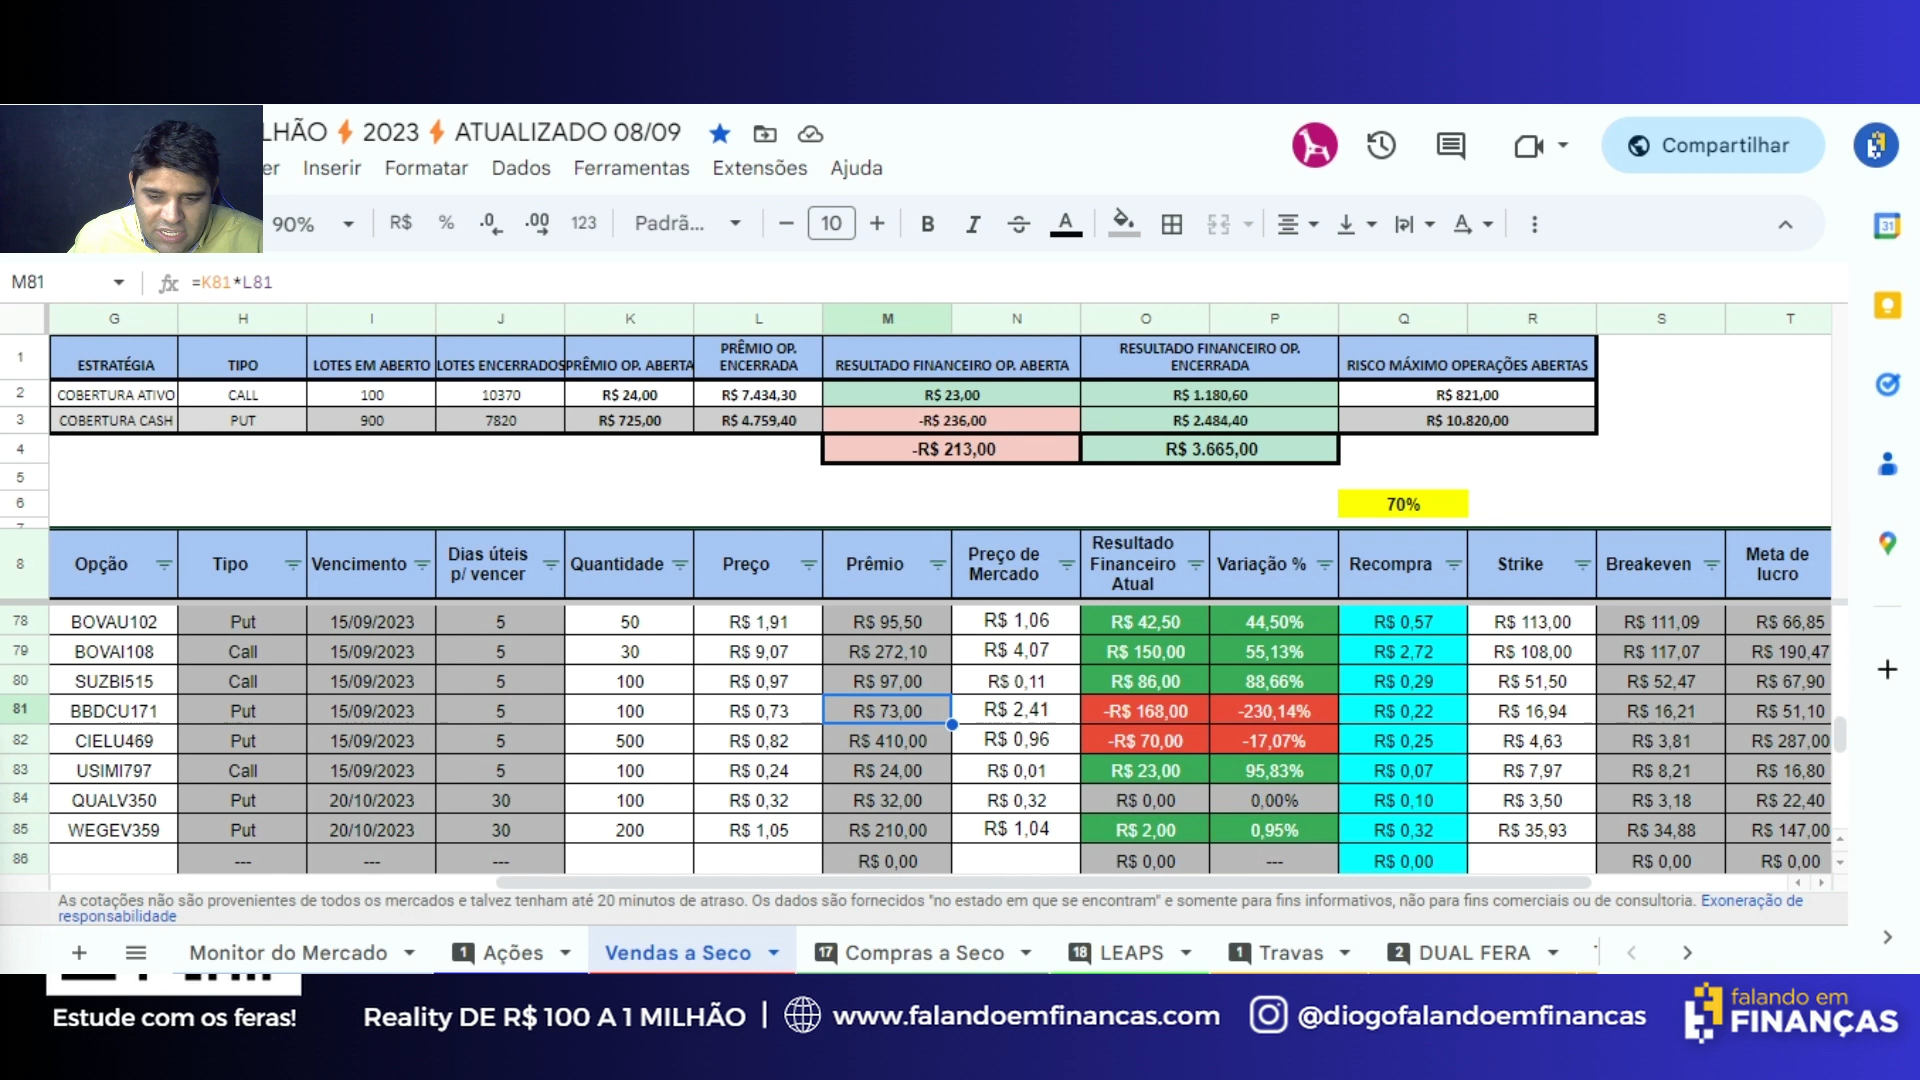 LHÃO ⚡ 2023 ⚡ ATUALIZADO 08/09
Compartilhar
er Inserir Formatar Dados Ferramentas Extensões Ajuda
90% R$ % .0 .00 123 Padrã... − 10 + B I A
31
M81 fx =K81*L81
G H I J K L M N O P Q R S T
1 ESTRATÉGIA TIPO LOTES EM ABERTO LOTES ENCERRADOS PRÊMIO OP. ABERTA PRÊMIO OP. ENCERRADA RESULTADO FINANCEIRO OP. ABERTA RESULTADO FINANCEIRO OP. ENCERRADA RISCO MÁXIMO OPERAÇÕES ABERTAS
2 COBERTURA ATIVO CALL 100 10370 R$ 24,00 R$ 7.434,30 R$ 23,00 R$ 1.180,60 R$ 821,00
3 COBERTURA CASH PUT 900 7820 R$ 725,00 R$ 4.759,40 -R$ 236,00 R$ 2.484,40 R$ 10.820,00
4 -R$ 213,00 R$ 3.665,00
5
6 70%
7
8 Opção Tipo Vencimento Dias úteis p/ vencer Quantidade Preço Prêmio Preço de Mercado Resultado Financeiro Atual Variação % Recompra Strike Breakeven Meta de lucro
78 BOVAU102 Put 15/09/2023 5 50 R$ 1,91 R$ 95,50 R$ 1,06 R$ 42,50 44,50% R$ 0,57 R$ 113,00 R$ 111,09 R$ 66,85
79 BOVAI108 Call 15/09/2023 5 30 R$ 9,07 R$ 272,10 R$ 4,07 R$ 150,00 55,13% R$ 2,72 R$ 108,00 R$ 117,07 R$ 190,47
80 SUZBI515 Call 15/09/2023 5 100 R$ 0,97 R$ 97,00 R$ 0,11 R$ 86,00 88,66% R$ 0,29 R$ 51,50 R$ 52,47 R$ 67,90
81 BBDCU171 Put 15/09/2023 5 100 R$ 0,73 R$ 73,00 R$ 2,41 -R$ 168,00 -230,14% R$ 0,22 R$ 16,94 R$ 16,21 R$ 51,10
82 CIELU469 Put 15/09/2023 5 500 R$ 0,82 R$ 410,00 R$ 0,96 -R$ 70,00 -17,07% R$ 0,25 R$ 4,63 R$ 3,81 R$ 287,00
83 USIMI797 Call 15/09/2023 5 100 R$ 0,24 R$ 24,00 R$ 0,01 R$ 23,00 95,83% R$ 0,07 R$ 7,97 R$ 8,21 R$ 16,80
84 QUALV350 Put 20/10/2023 30 100 R$ 0,32 R$ 32,00 R$ 0,32 R$ 0,00 0,00% R$ 0,10 R$ 3,50 R$ 3,18 R$ 22,40
85 WEGEV359 Put 20/10/2023 30 200 R$ 1,05 R$ 210,00 R$ 1,04 R$ 2,00 0,95% R$ 0,32 R$ 35,93 R$ 34,88 R$ 147,00
86 --- --- --- R$ 0,00 R$ 0,00 --- R$ 0,00 R$ 0,00 R$ 0,00
As cotações não são provenientes de todos os mercados e talvez tenham até 20 minutos de atraso. Os dados são fornecidos "no estado em que se encontram" e somente para fins informativos, não para fins comerciais ou de consultoria. Exoneração de
responsabilidade
+ Monitor do Mercado 1 Ações Vendas a Seco 17 Compras a Seco 18 LEAPS 1 Travas 2 DUAL FERA
Estude com os feras! Reality DE R$ 100 A 1 MILHÃO | www.falandoemfinancas.com @diogofalandoemfinancas
falando em
FINANÇAS